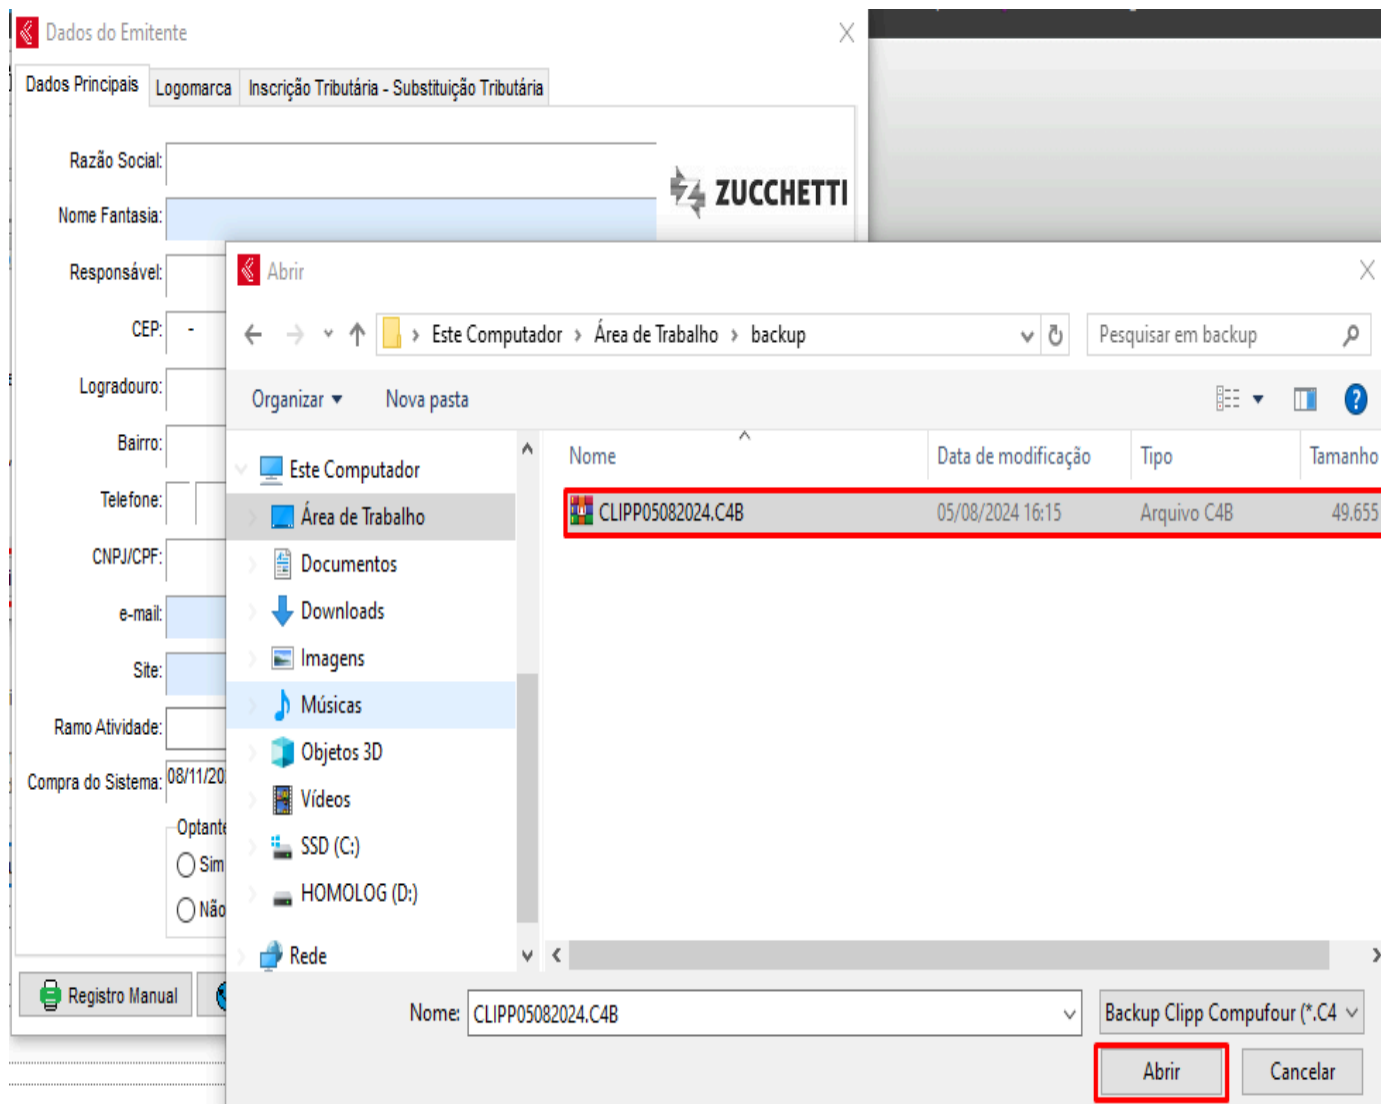 Dados do Emitente
Dados Principais Logomarca Inscrição Tributária - Substituição Tributária
Razão Social:
ZUCCHETTI
Nome Fantasia:
Responsável:
CEP: -
Logradouro:
Bairro:
Telefone:
CNPJ/CPF:
e-mail:
Site:
Ramo Atividade:
Compra do Sistema: 08/11/20
Optante
Sim
Não
Registro Manual
Abrir
Este Computador > Área de Trabalho > backup
Pesquisar em backup
Organizar Nova pasta
Nome Data de modificação Tipo Tamanho
CLIPP05082024.C4B 05/08/2024 16:15 Arquivo C4B 49.655
Este Computador
Área de Trabalho
Documentos
Downloads
Imagens
Músicas
Objetos 3D
Vídeos
SSD (C:)
HOMOLOG (D:)
Rede
Nome: CLIPP05082024.C4B Backup Clipp Compufour (*.C4
Abrir Cancelar